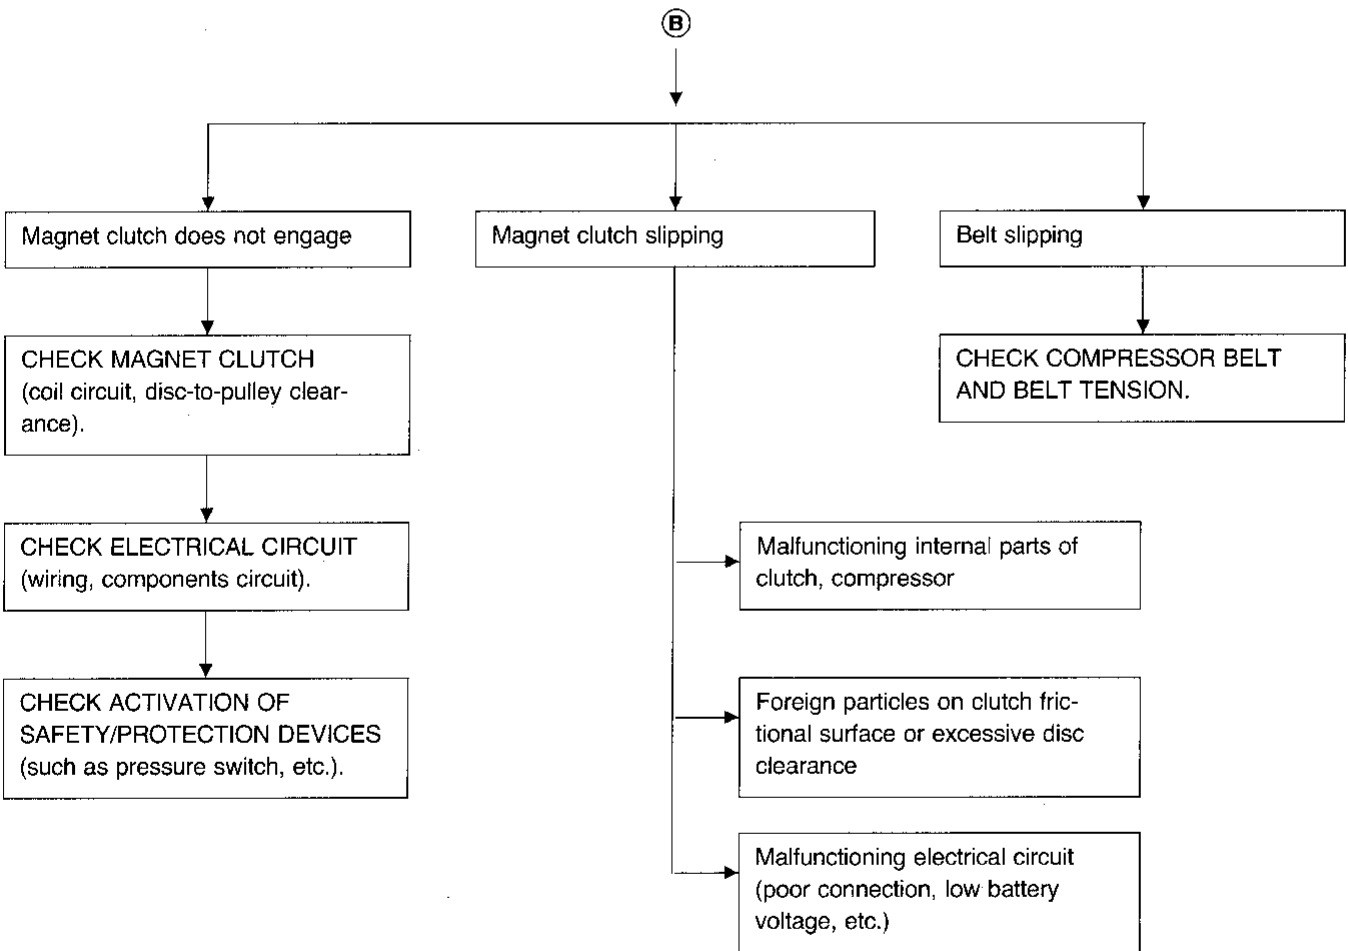 B
Magnet clutch does not engage
Magnet clutch slipping
Belt slipping
CHECK MAGNET CLUTCH
(coil circuit, disc-to-pulley clear-
ance).
CHECK COMPRESSOR BELT
AND BELT TENSION.
CHECK ELECTRICAL CIRCUIT
(wiring, components circuit).
Malfunctioning internal parts of
clutch, compressor
CHECK ACTIVATION OF
SAFETY/PROTECTION DEVICES
(such as pressure switch, etc.).
Foreign particles on clutch fric-
tional surface or excessive disc
clearance
Malfunctioning electrical circuit
(poor connection, low battery
voltage, etc.)